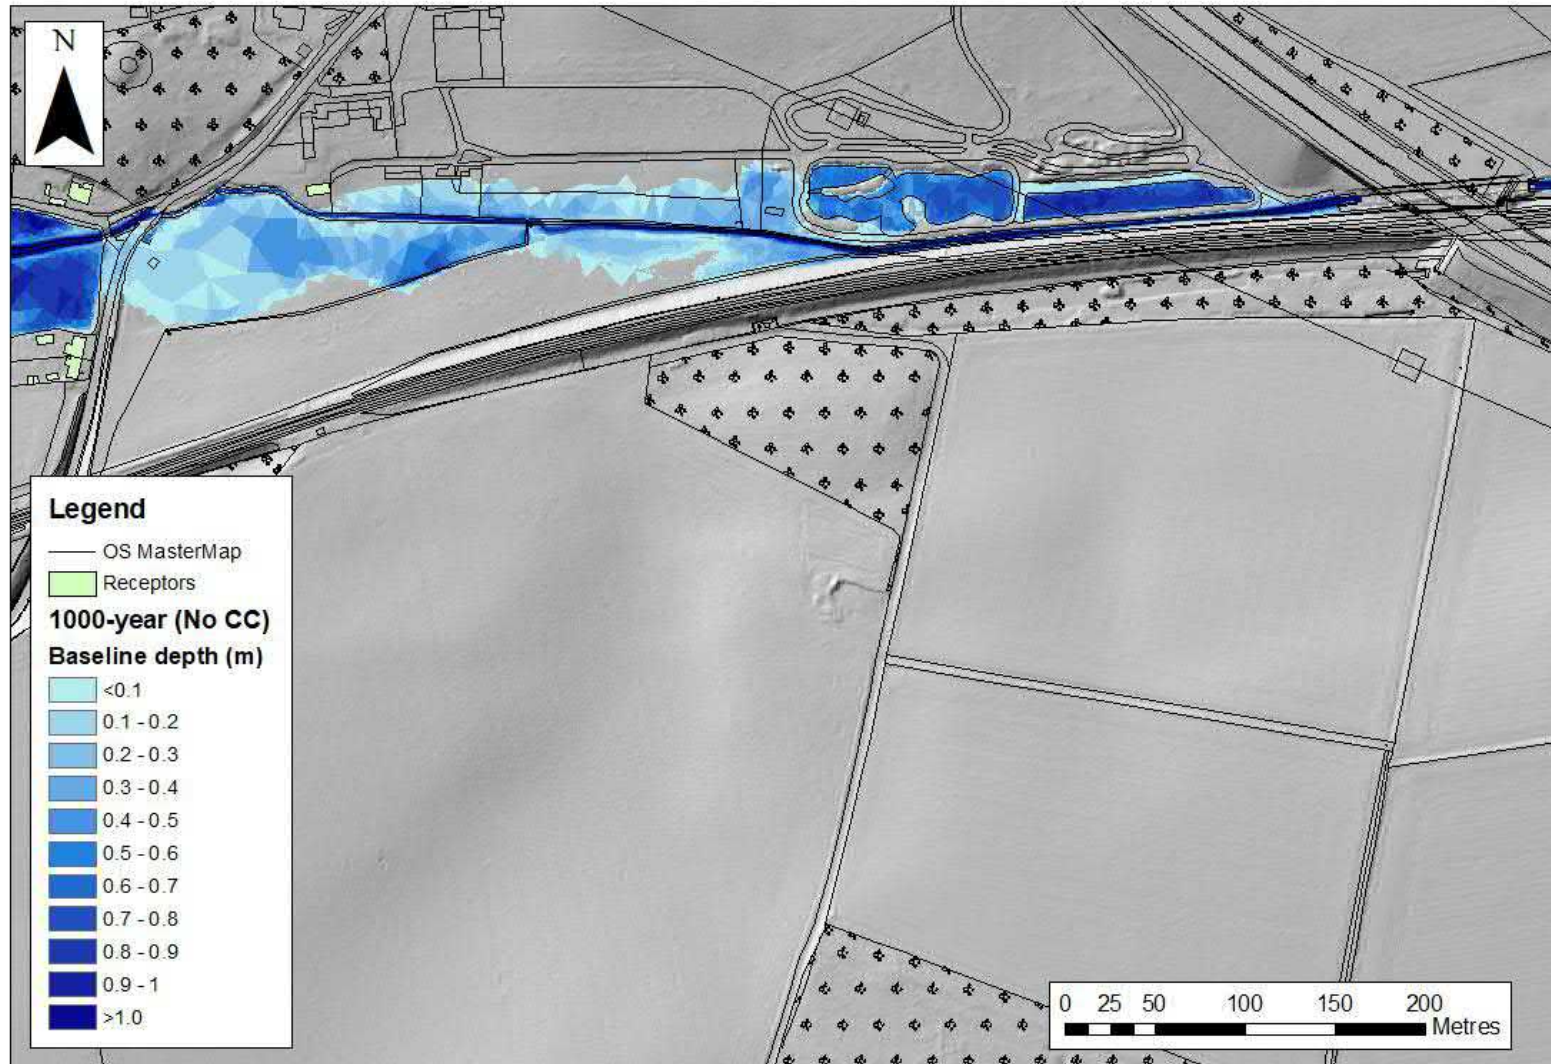 N
Legend
OS MasterMap
Receptors
1000-year (No CC)
Baseline depth (m)
<0.1
0.1 - 0.2
0.2 - 0.3
0.3 - 0.4
0.4 - 0.5
0.5 - 0.6
0.6 - 0.7
0.7 - 0.8
0.8 - 0.9
0.9 - 1
>1.0
0 25 50 100 150 200
Metres